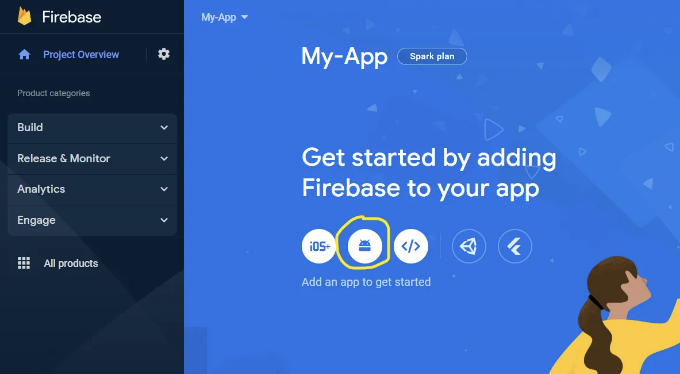 Firebase
My-App
Project Overview
My-App
Spark plan
Product categories
Build
Release & Monitor
Analytics
Engage
All products
Get started by adding
Firebase to your app
iOS+
</>
Add an app to get started